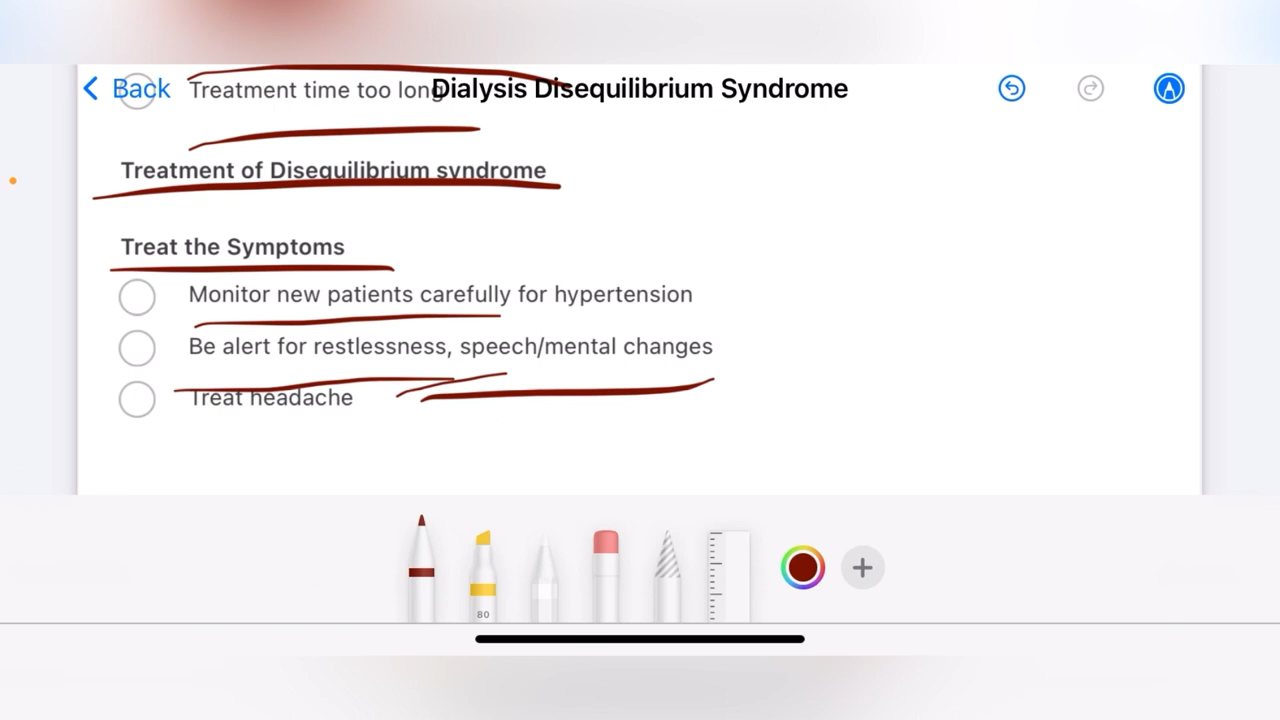 Back
Treatment time too long
Dialysis Disequilibrium Syndrome
Treatment of Disequilibrium syndrome
Treat the Symptoms
Monitor new patients carefully for hypertension
Be alert for restlessness, speech/mental changes
Treat headache
80